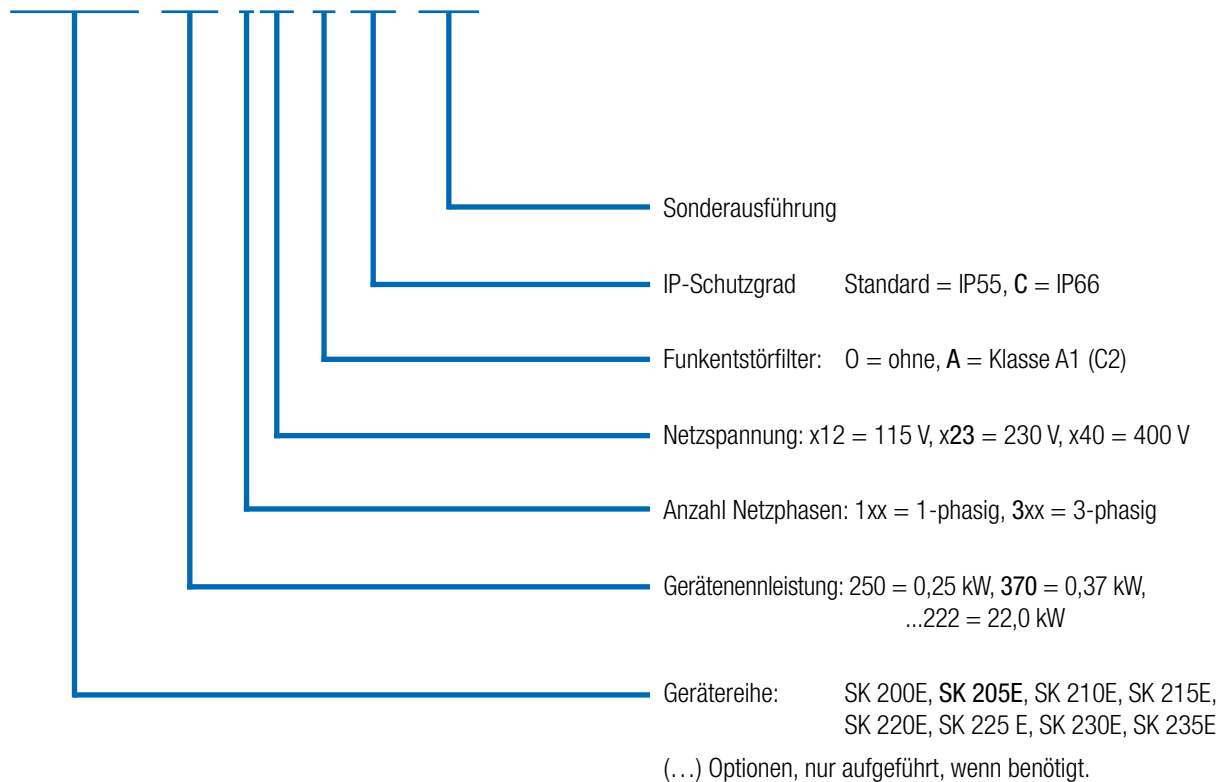 Sonderausführung
IP-Schutzgrad Standard = IP55, C = IP66
Funkentstörfilter: O = ohne, A = Klasse A1 (C2)
Netzspannung: x12 = 115 V, x23 = 230 V, x40 = 400 V
Anzahl Netzphasen: 1xx = 1-phasig, 3xx = 3-phasig
Gerätenennleistung: 250 = 0,25 kW, 370 = 0,37 kW,
...222 = 22,0 kW
Gerätereihe: SK 200E, SK 205E, SK 210E, SK 215E,
SK 220E, SK 225 E, SK 230E, SK 235E
(…) Optionen, nur aufgeführt, wenn benötigt.